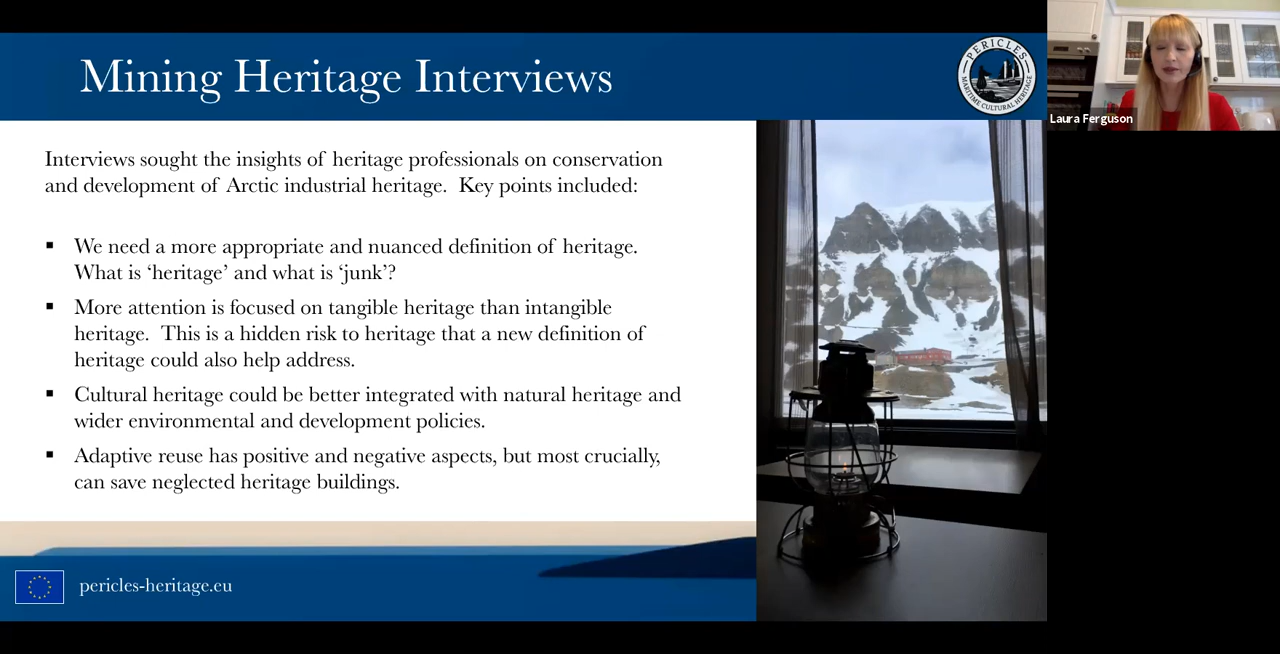 Mining Heritage Interviews
PERICLES
MARITIME CULTURAL HERITAGE
Laura Ferguson
Interviews sought the insights of heritage professionals on conservation
and development of Arctic industrial heritage. Key points included:
▪ We need a more appropriate and nuanced definition of heritage.
What is ‘heritage’ and what is ‘junk’?
▪ More attention is focused on tangible heritage than intangible
heritage. This is a hidden risk to heritage that a new definition of
heritage could also help address.
▪ Cultural heritage could be better integrated with natural heritage and
wider environmental and development policies.
▪ Adaptive reuse has positive and negative aspects, but most crucially,
can save neglected heritage buildings.
pericles-heritage.eu